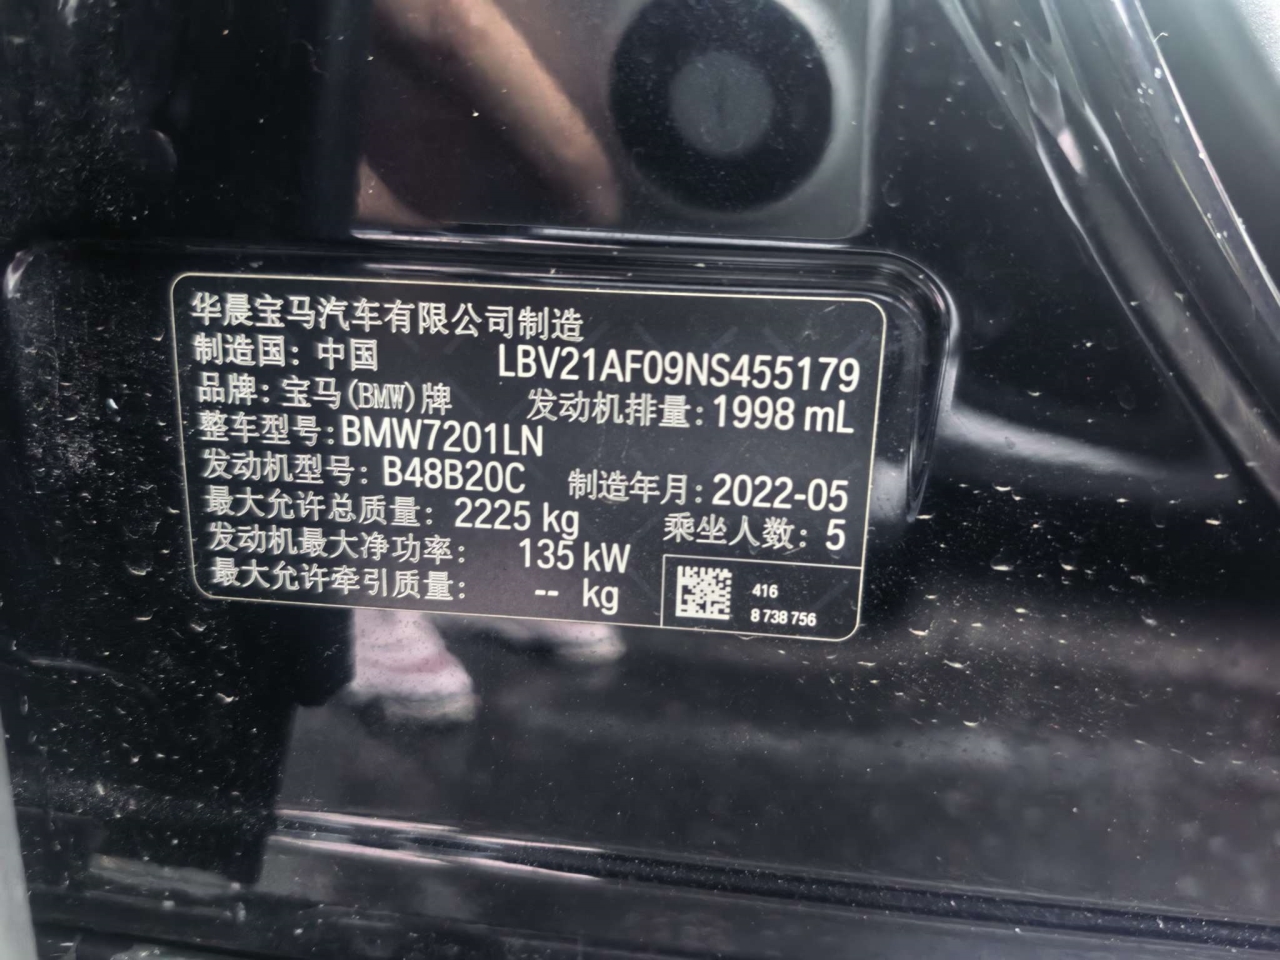 华晨宝马汽车有限公司制造
制造国：中国
LBV21AF09NS455179
品牌：宝马(BMW)牌
发动机排量：1998 mL
整车型号：BMW7201LN
发动机型号：B48B20C
制造年月：2022-05
最大允许总质量：2225 kg
乘坐人数：5
发动机最大净功率：135 kW
最大允许牵引质量：-- kg
416
8 738 756